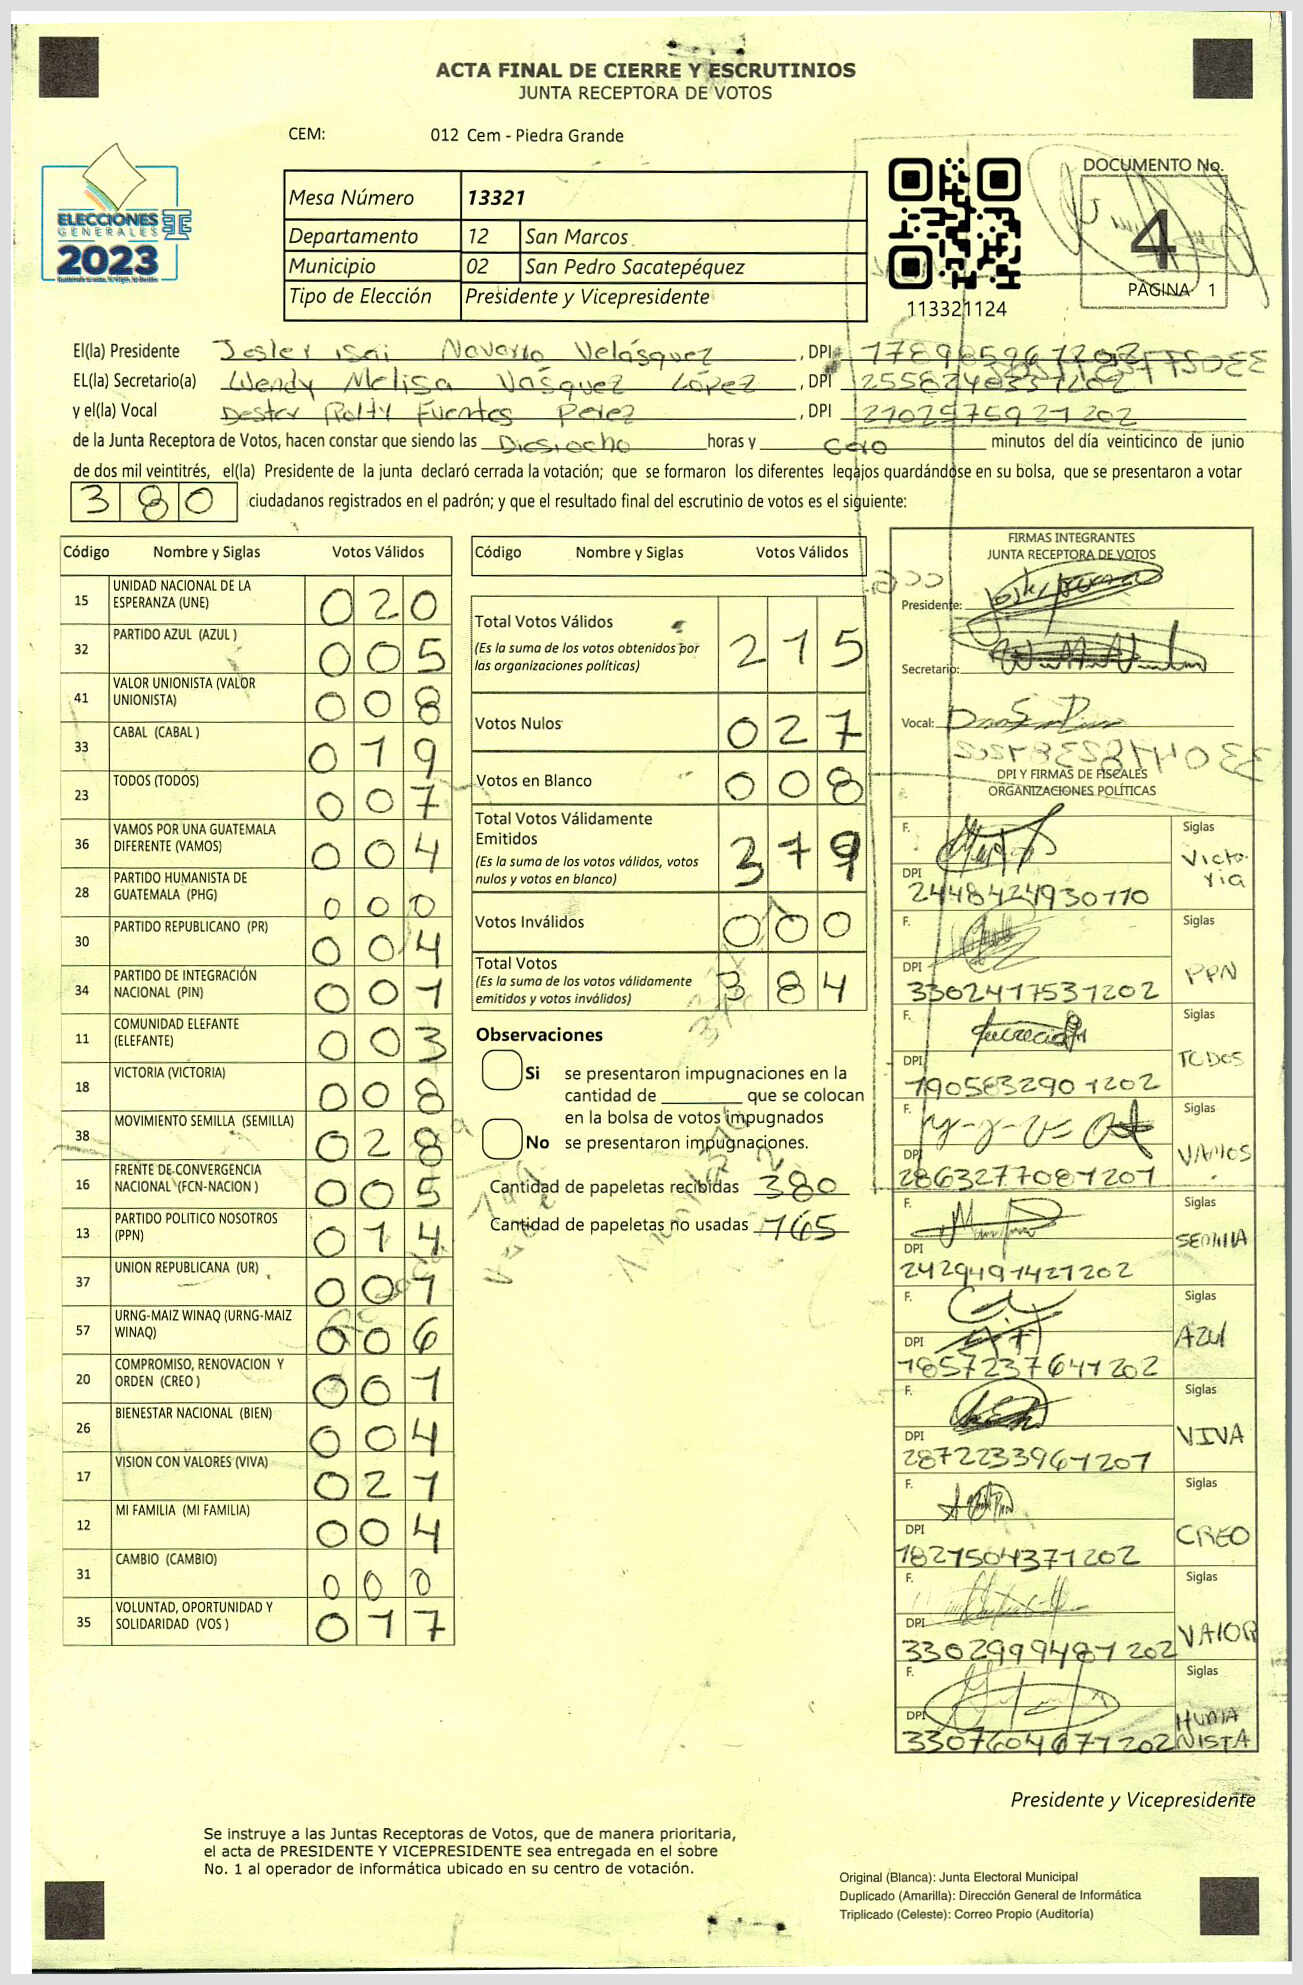 ACTA FINAL DE CIERRE Y ESCRUTINIOS
JUNTA RECEPTORA DE VOTOS
CEM: 012 Cem - Piedra Grande
ELECCIONES
GENERALES
2023
Mesa Número 13321
Departamento 12 San Marcos
Municipio 02 San Pedro Sacatepéquez
Tipo de Elección Presidente y Vicepresidente
113321124
DOCUMENTO No.
4
PÁGINA 1
El(la) Presidente Jesler Isai Navarro Velásquez, DPI
EL(la) Secretario(a) Wendy Melisa Vásquez López, DPI
y el(la) Vocal Dester Rolty Fuentes Perez, DPI 2102575921202
de la Junta Receptora de Votos, hacen constar que siendo las Diesiocho horas y Cero minutos del día veinticinco de junio
de dos mil veintitrés, el(la) Presidente de la junta declaró cerrada la votación; que se formaron los diferentes legajos guardándose en su bolsa, que se presentaron a votar
380 ciudadanos registrados en el padrón; y que el resultado final del escrutinio de votos es el siguiente:
Código Nombre y Siglas Votos Válidos
15 UNIDAD NACIONAL DE LA ESPERANZA (UNE) 020
32 PARTIDO AZUL (AZUL ) 005
41 VALOR UNIONISTA (VALOR UNIONISTA) 008
33 CABAL (CABAL ) 019
23 TODOS (TODOS) 007
36 VAMOS POR UNA GUATEMALA DIFERENTE (VAMOS) 004
28 PARTIDO HUMANISTA DE GUATEMALA (PHG) 000
30 PARTIDO REPUBLICANO (PR) 004
34 PARTIDO DE INTEGRACIÓN NACIONAL (PIN) 001
11 COMUNIDAD ELEFANTE (ELEFANTE) 003
18 VICTORIA (VICTORIA) 008
38 MOVIMIENTO SEMILLA (SEMILLA) 028
16 FRENTE DE CONVERGENCIA NACIONAL (FCN-NACION ) 005
13 PARTIDO POLITICO NOSOTROS (PPN) 014
37 UNION REPUBLICANA (UR) 001
57 URNG-MAIZ WINAQ (URNG-MAIZ WINAQ) 006
20 COMPROMISO, RENOVACION Y ORDEN (CREO ) 001
26 BIENESTAR NACIONAL (BIEN) 004
17 VISION CON VALORES (VIVA) 021
12 MI FAMILIA (MI FAMILIA) 004
31 CAMBIO (CAMBIO) 000
35 VOLUNTAD, OPORTUNIDAD Y SOLIDARIDAD (VOS ) 017
Código Nombre y Siglas Votos Válidos
Total Votos Válidos 215
(Es la suma de los votos obtenidos por
las organizaciones políticas)
Votos Nulos 027
Votos en Blanco 008
Total Votos Válidamente
Emitidos 379
(Es la suma de los votos válidos, votos
nulos y votos en blanco)
Votos Inválidos 000
Total Votos 384
(Es la suma de los votos válidamente
emitidos y votos inválidos)
Observaciones
Si se presentaron impugnaciones en la
cantidad de ________ que se colocan
en la bolsa de votos impugnados
No se presentaron impugnaciones.
Cantidad de papeletas recibidas 380
Cantidad de papeletas no usadas 165
FIRMAS INTEGRANTES
JUNTA RECEPTORA DE VOTOS
Presidente:
Secretario:
Vocal:
DPI Y FIRMAS DE FISCALES
ORGANIZACIONES POLÍTICAS
F. Siglas
DPI Victoria
2448424930110
F. Siglas
DPI PPN
3302417531202
F. Siglas
DPI TODOS
1905832901202
F. Siglas
DPI VAMOS
2863277081201
F. Siglas
DPI SEMILLA
2429491421202
F. Siglas
DPI AZUl
1857237641202
F. Siglas
DPI VIVA
2872233961201
F. Siglas
DPI CREO
1821504371202
F. Siglas
DPI VAlOR
3302999481202
F. Siglas
DPI HUMANISTA
3307604671202
Presidente y Vicepresidente
Se instruye a las Juntas Receptoras de Votos, que de manera prioritaria,
el acta de PRESIDENTE Y VICEPRESIDENTE sea entregada en el sobre
No. 1 al operador de informática ubicado en su centro de votación.
Original (Blanca): Junta Electoral Municipal
Duplicado (Amarilla): Dirección General de Informática
Triplicado (Celeste): Correo Propio (Auditoría)